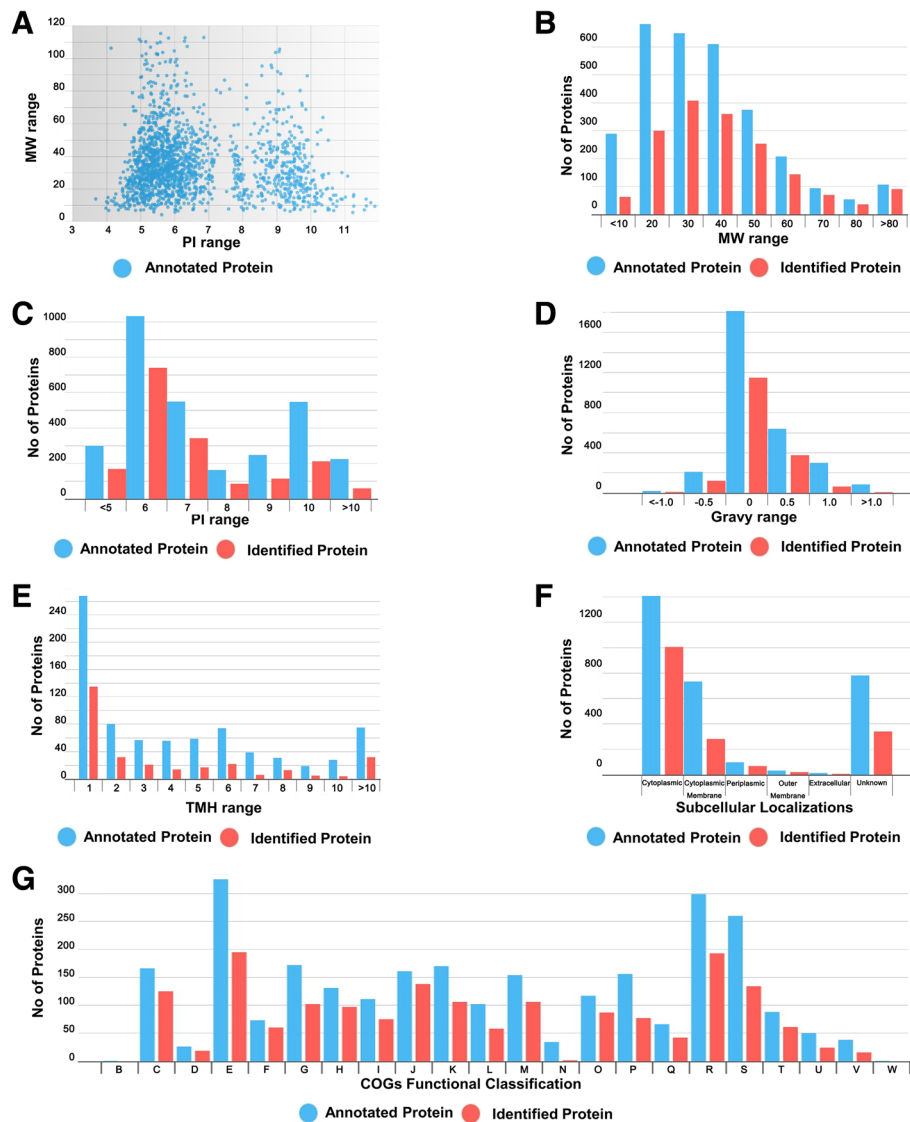 A
MW range
120
100
80
60
40
20
0
3 4 5 6 7 8 9 10 11
PI range
Annotated Protein
B
No of Proteins
600
500
400
300
200
100
0
<10 20 30 40 50 60 70 80 >80
MW range
Annotated Protein Identified Protein
C
No of Proteins
1000
800
600
400
200
0
<5 6 7 8 9 10 >10
PI range
Annotated Protein Identified Protein
D
No of Proteins
1600
1200
800
400
0
<-1.0 -0.5 0 0.5 1.0 >1.0
Gravy range
Annotated Protein Identified Protein
E
No of Proteins
240
200
160
120
80
40
0
1 2 3 4 5 6 7 8 9 10 >10
TMH range
Annotated Protein Identified Protein
F
No of Proteins
1200
800
400
0
Cytoplasmic Cytoplasmic Periplasmic Outer Extracellular Unknown
Membrane Membrane
Subcellular Localizations
Annotated Protein Identified Protein
G
No of Proteins
300
250
200
150
100
50
0
B C D E F G H I J K L M N O P Q R S T U V W
COGs Functional Classification
Annotated Protein Identified Protein